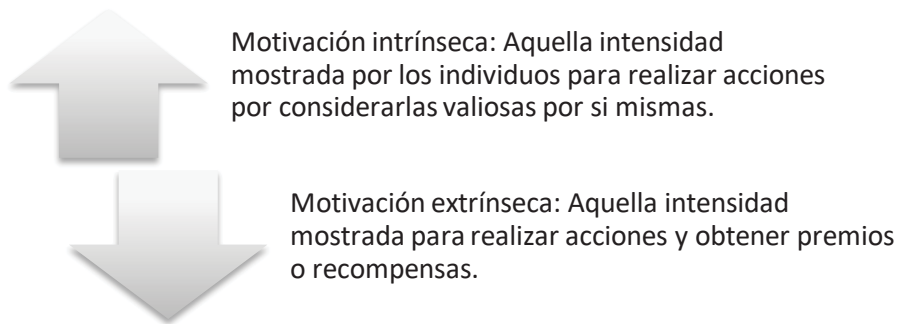 Motivación intrínseca: Aquella intensidad
mostrada por los individuos para realizar acciones
por considerarlas valiosas por si mismas.
Motivación extrínseca: Aquella intensidad
mostrada para realizar acciones y obtener premios
o recompensas.